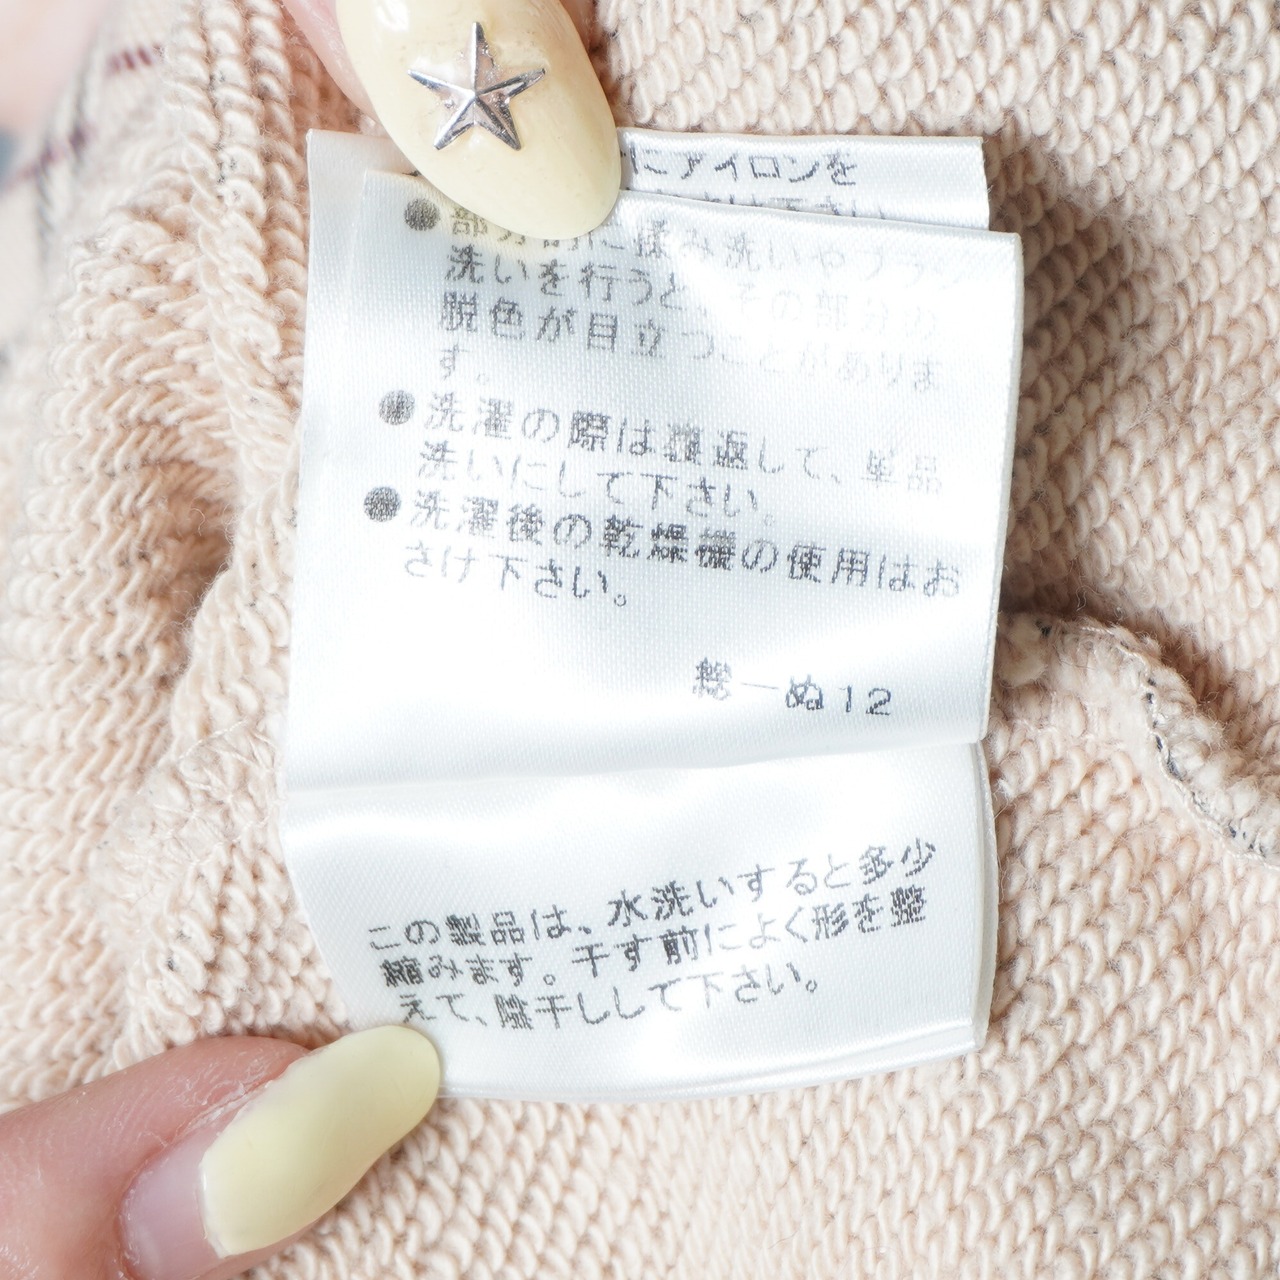 にアイロンを
下さい
●部分的に揉み洗いやブラシ
洗いを行うと、その部分の
脱色が目立つことがありま
す。
●洗濯の際は裏返して、単品
洗いにして下さい。
●洗濯後の乾燥機の使用はお
さけ下さい。
総一ぬ12
この製品は、水洗いすると多少
縮みます。干す前によく形を整
えて、陰干しして下さい。